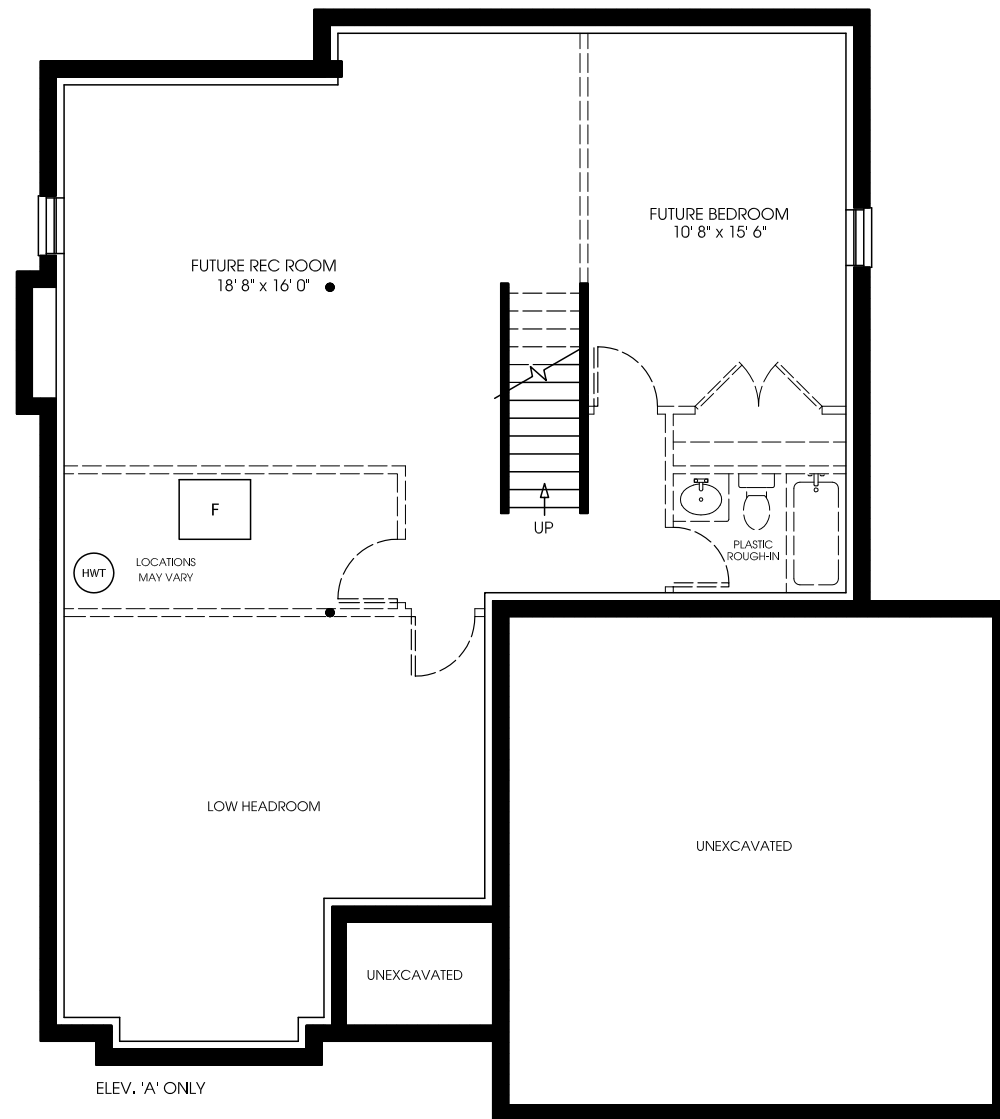 FUTURE BEDROOM
10' 8" x 15' 6"
FUTURE REC ROOM
18' 8" x 16' 0"
F
UP
HWT
LOCATIONS
MAY VARY
PLASTIC
ROUGH-IN
LOW HEADROOM
UNEXCAVATED
UNEXCAVATED
ELEV. 'A' ONLY